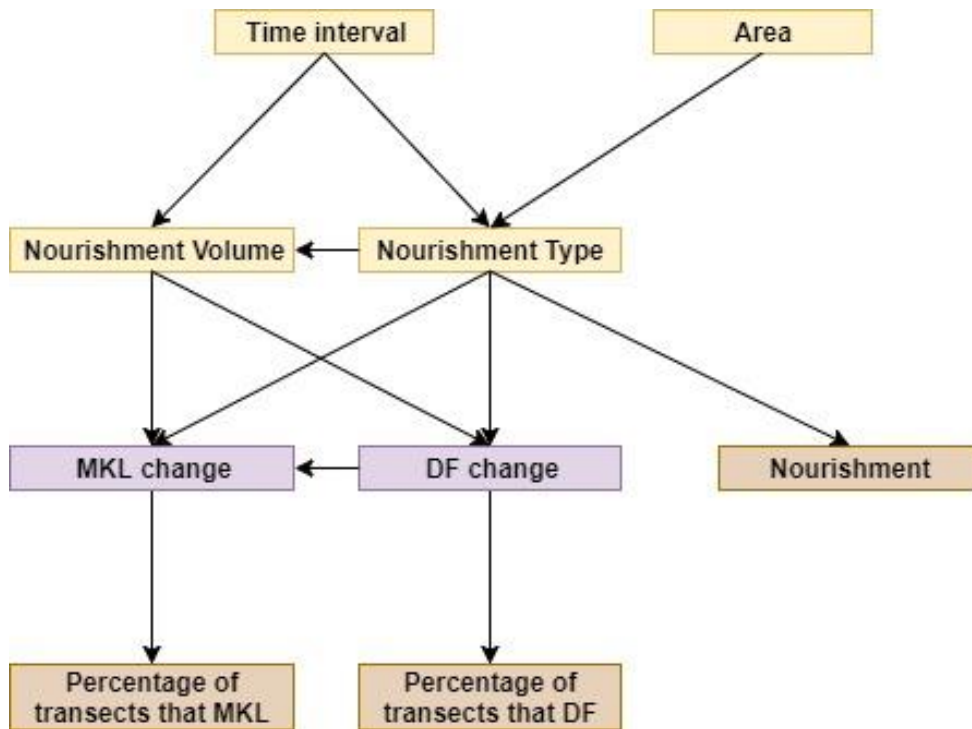 Time interval
Area
Nourishment Volume
Nourishment Type
MKL change
DF change
Nourishment
Percentage of
transects that MKL
Percentage of
transects that DF